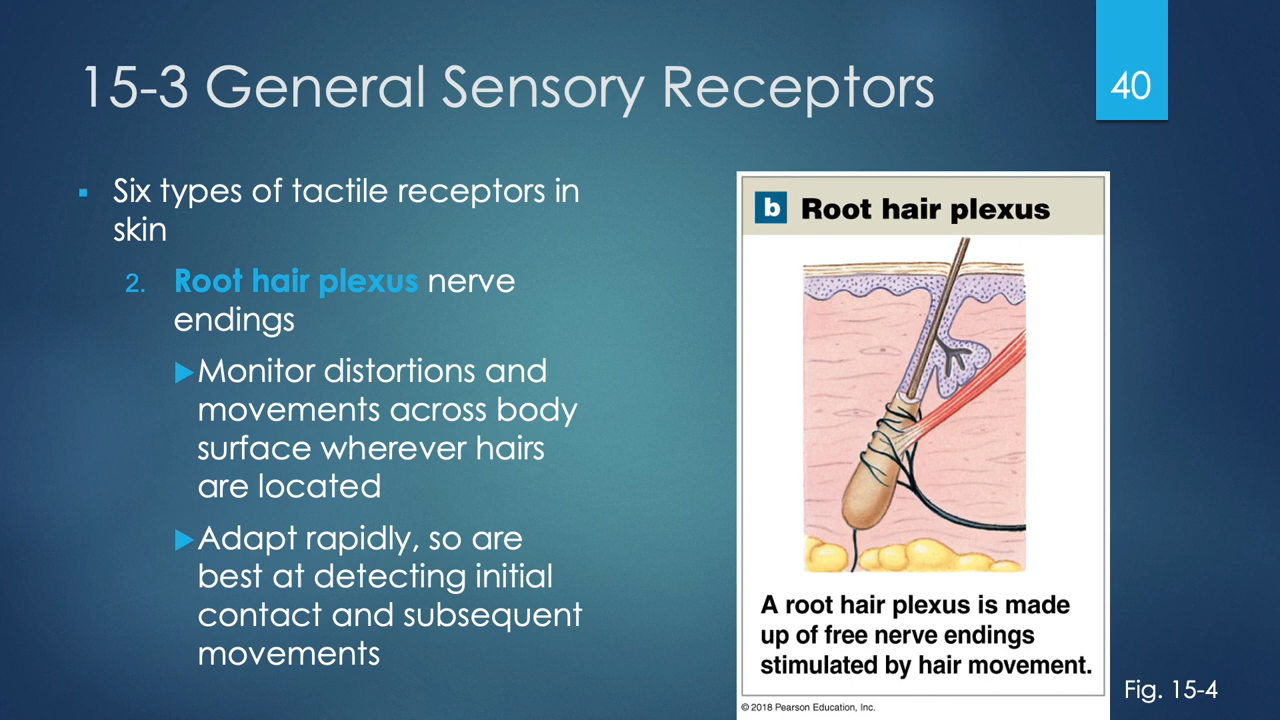 15-3 General Sensory Receptors
40
▪ Six types of tactile receptors in
skin
2. Root hair plexus nerve
endings
▶Monitor distortions and
movements across body
surface wherever hairs
are located
▶Adapt rapidly, so are
best at detecting initial
contact and subsequent
movements
b Root hair plexus
A root hair plexus is made
up of free nerve endings
stimulated by hair movement.
© 2018 Pearson Education, Inc.
Fig. 15-4